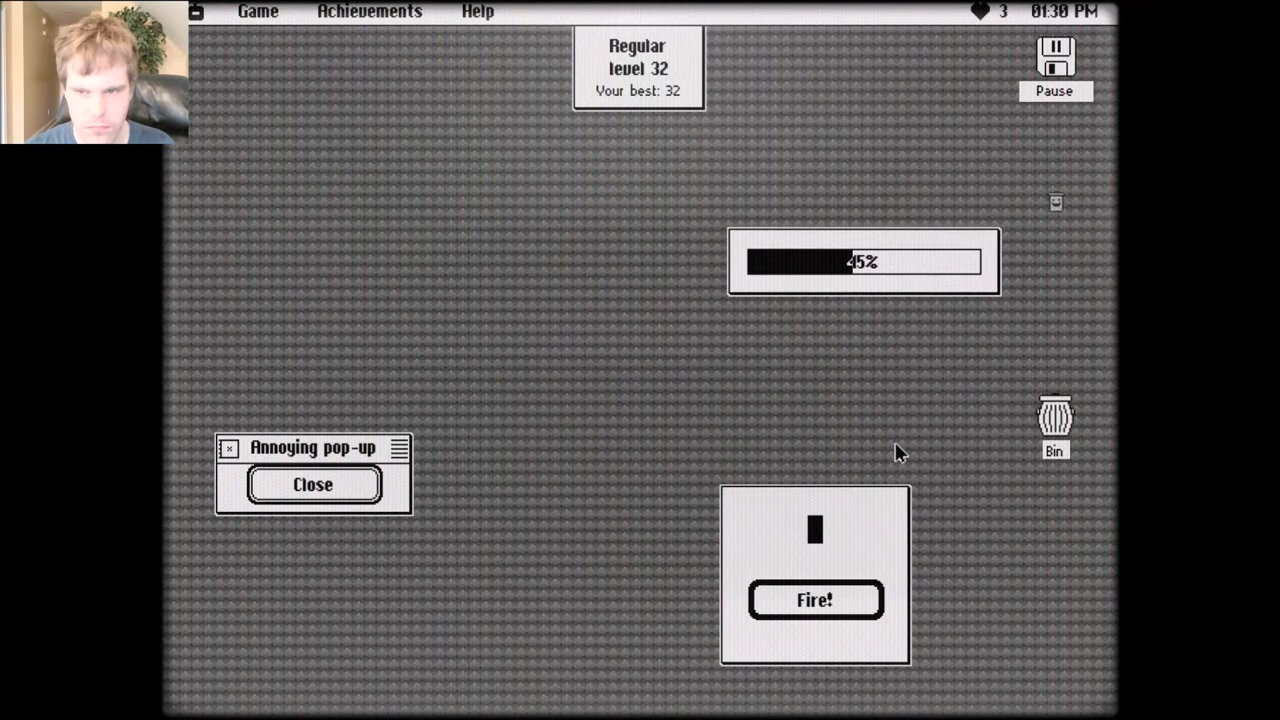 Game Achievements Help 3 01:30 PM
Regular
level 32
Your best: 32
Pause
45%
Annoying pop-up
Close
Bin
Fire!